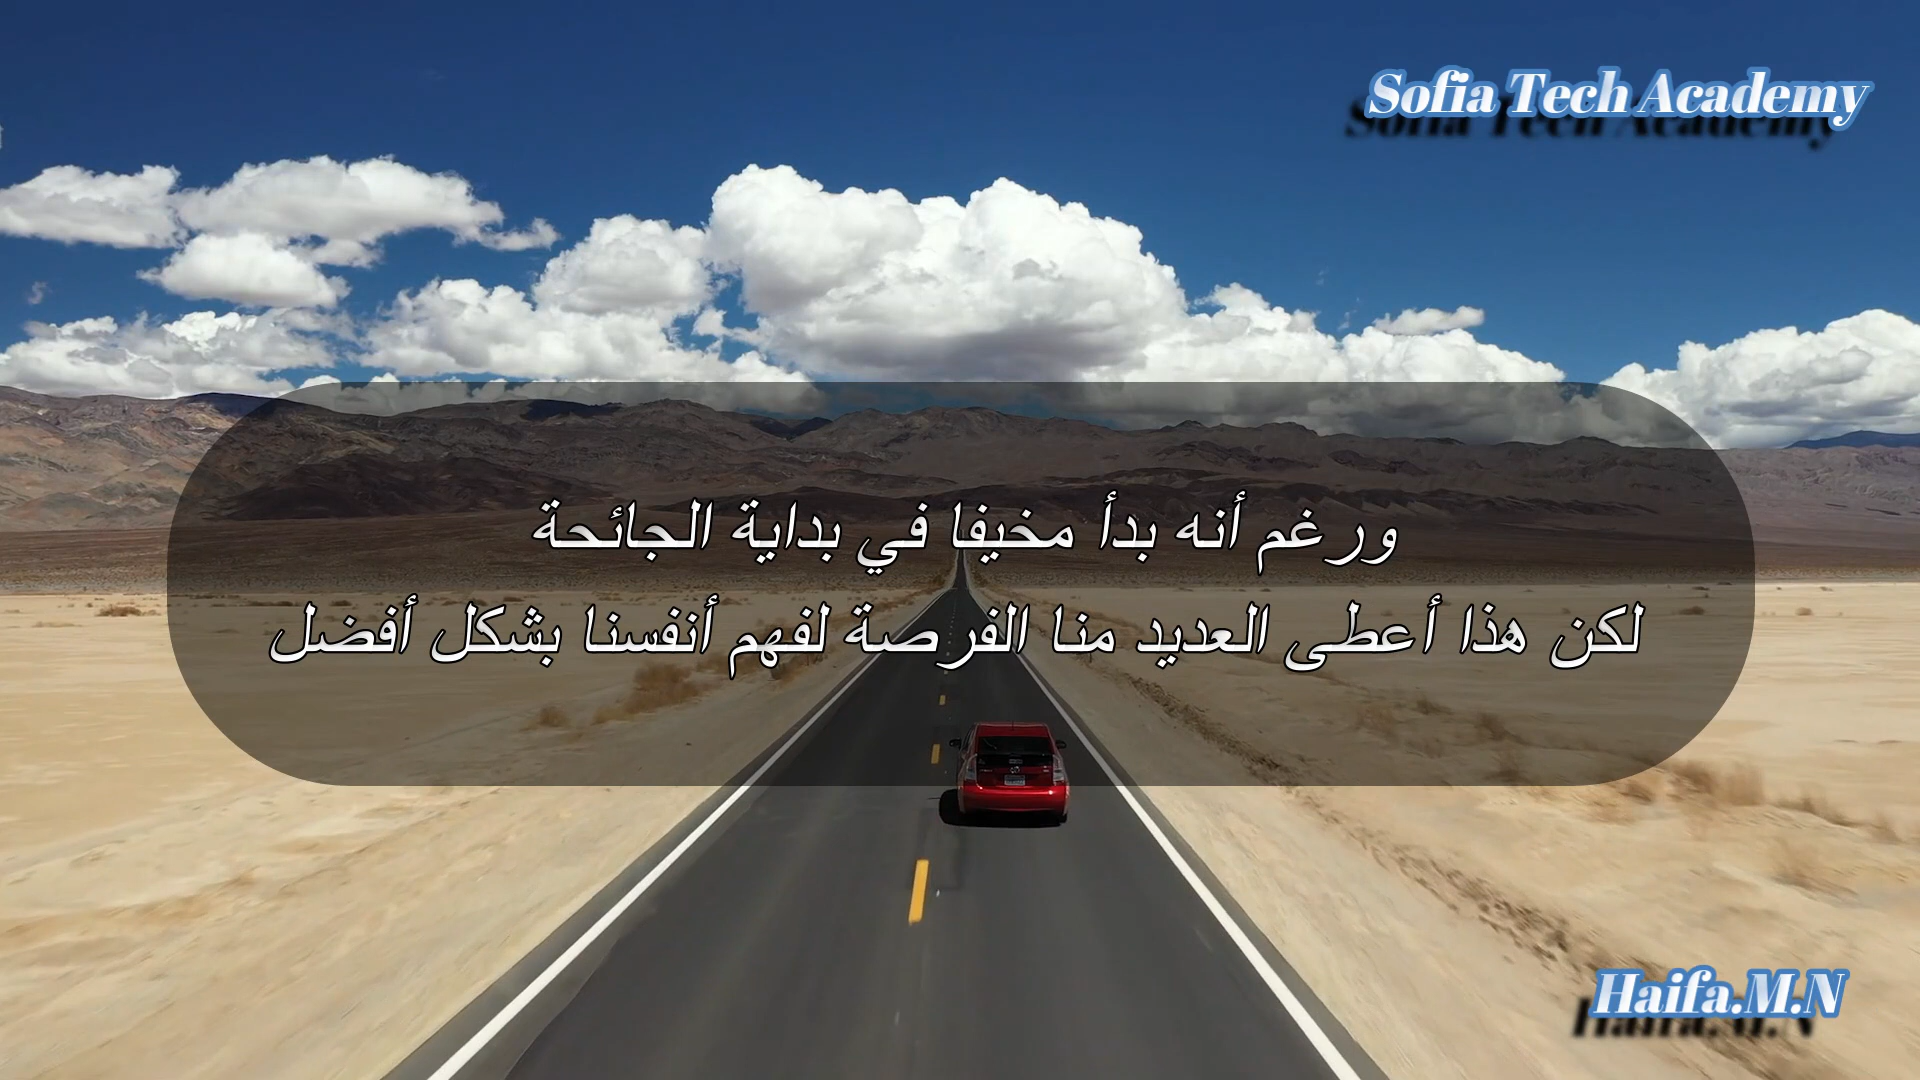 Sofia Tech Academy
ورغم أنه بدأ مخيفا في بداية الجائحة
لكن هذا أعطى العديد منا الفرصة لفهم أنفسنا بشكل أفضل
Haifa.M.N